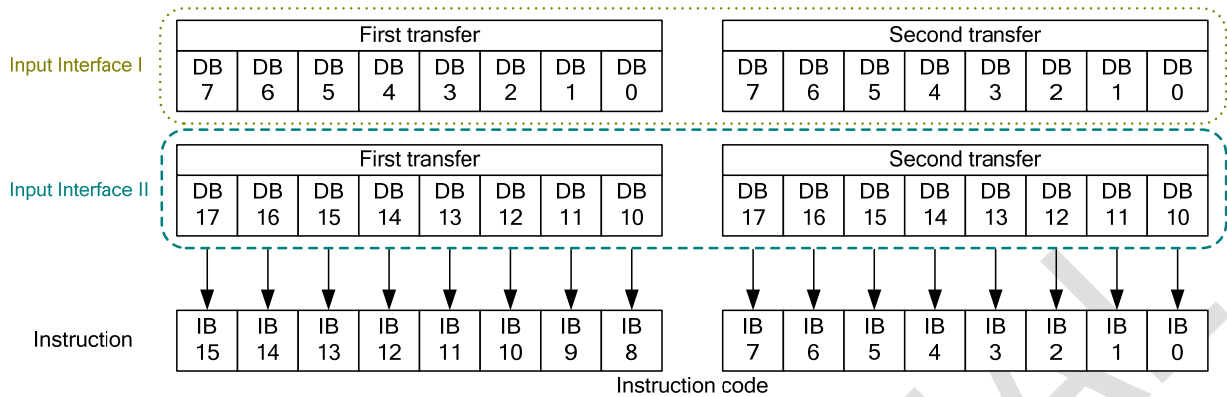 First transfer Second transfer
Input Interface I
DB 7 DB 6 DB 5 DB 4 DB 3 DB 2 DB 1 DB 0 DB 7 DB 6 DB 5 DB 4 DB 3 DB 2 DB 1 DB 0
First transfer Second transfer
Input Interface II
DB 17 DB 16 DB 15 DB 14 DB 13 DB 12 DB 11 DB 10 DB 17 DB 16 DB 15 DB 14 DB 13 DB 12 DB 11 DB 10
Instruction
IB 15 IB 14 IB 13 IB 12 IB 11 IB 10 IB 9 IB 8 IB 7 IB 6 IB 5 IB 4 IB 3 IB 2 IB 1 IB 0
Instruction code